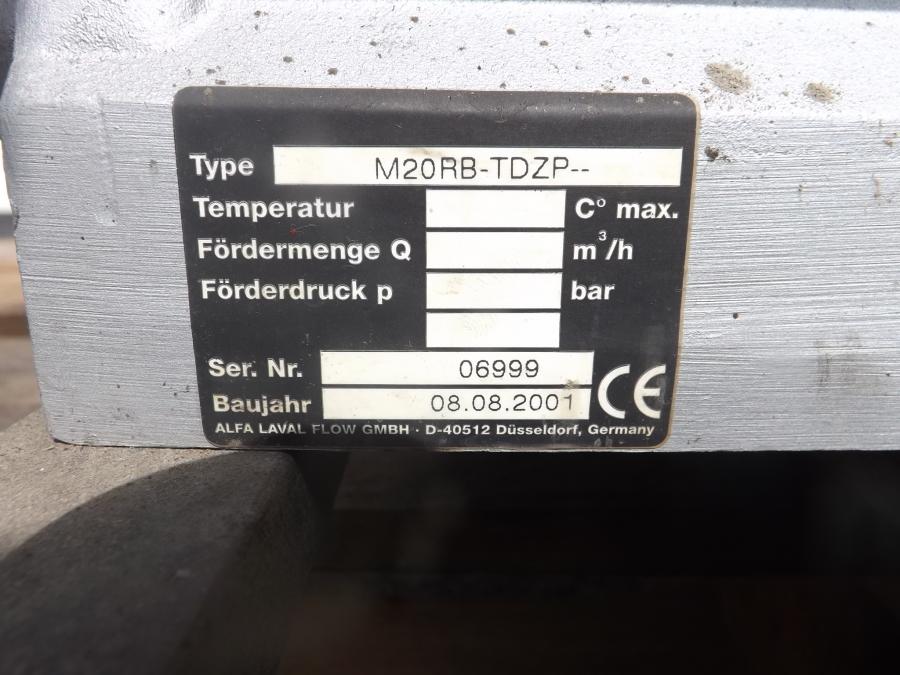 Type M20RB-TDZP--
Temperatur C° max.
Fördermenge Q m³/h
Förderdruck p bar
Ser. Nr. 06999
Baujahr 08.08.2001 CE
ALFA LAVAL FLOW GMBH · D-40512 Düsseldorf, Germany